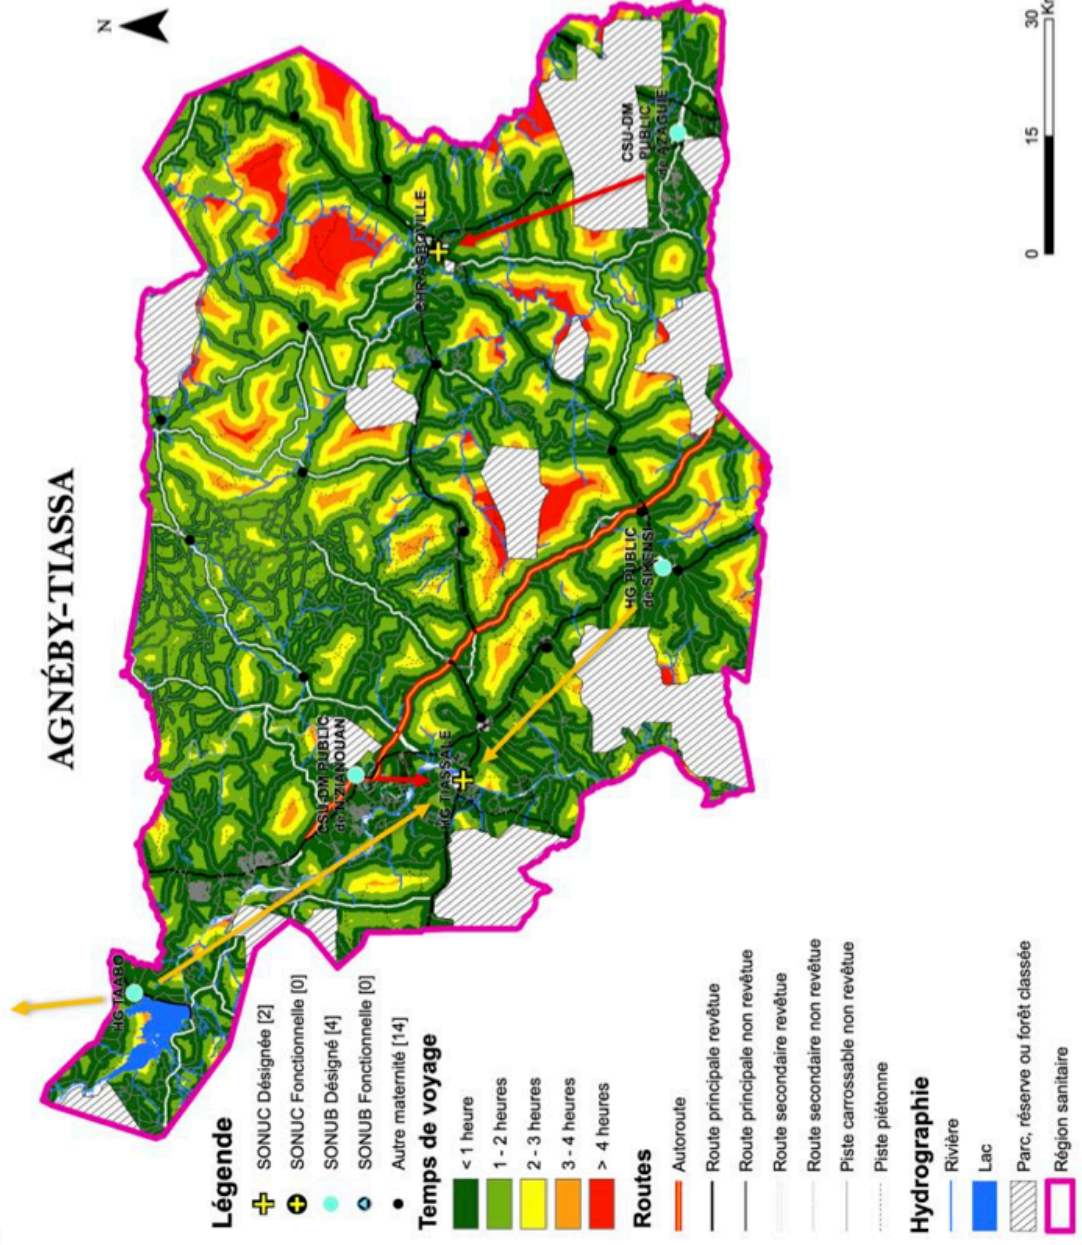 AGNÉBY-TIASSA
N
HG TAABO
CSU-DM PUBLIC
de N'ZIANOUAN
HG TIASSALE
HG PUBLIC
de SIKENSI
CHR AGBOVILLE
CSU-DM
PUBLIC
de AZAGUIE
Légende
SONUC Désignée [2]
SONUC Fonctionnelle [0]
SONUB Désigné [4]
SONUB Fonctionnelle [0]
Autre maternité [14]
Temps de voyage
< 1 heure
1 - 2 heures
2 - 3 heures
3 - 4 heures
> 4 heures
Routes
Autoroute
Route principale revêtue
Route principale non revêtue
Route secondaire revêtue
Route secondaire non revêtue
Piste carrossable non revêtue
Piste piétonne
Hydrographie
Rivière
Lac
Parc, réserve ou forêt classée
Région sanitaire
0 15 30
Km